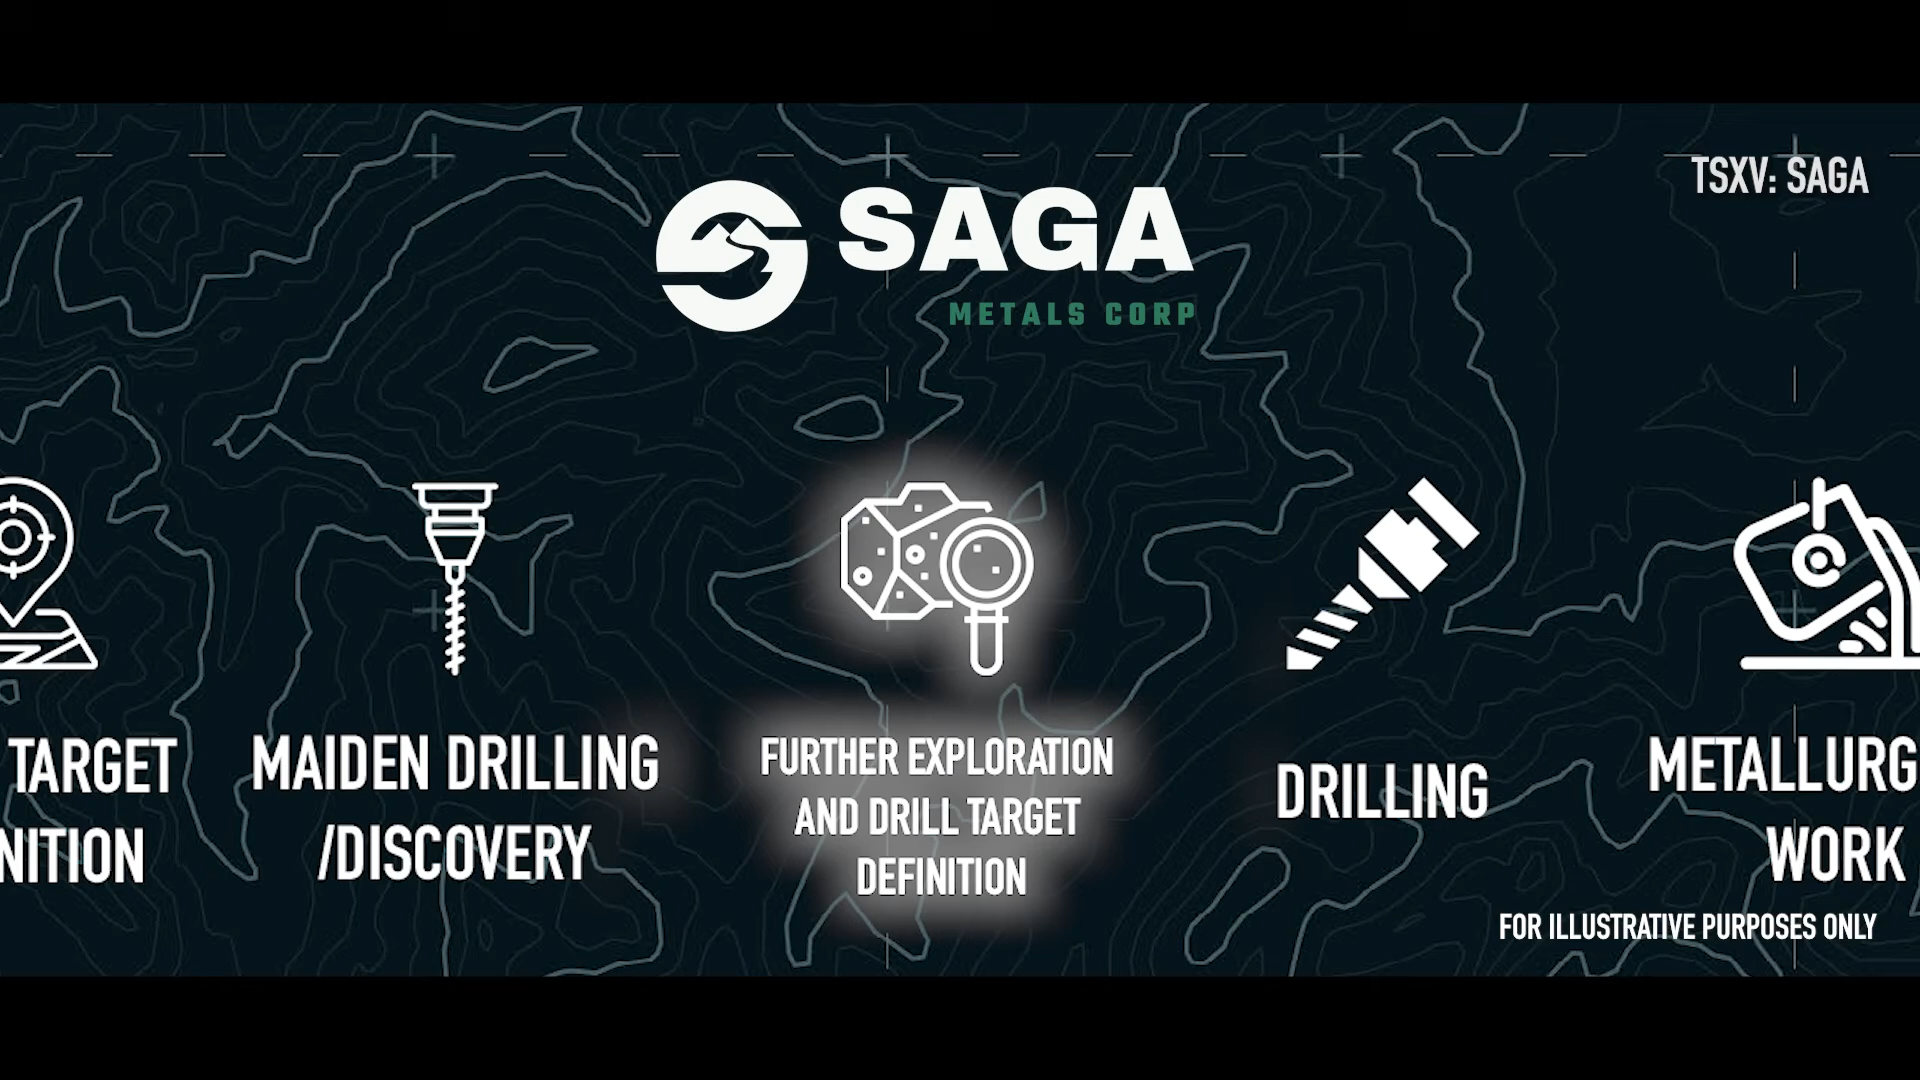 TSXV: SAGA
SAGA
METALS CORP
TARGET
NITION
MAIDEN DRILLING
/DISCOVERY
FURTHER EXPLORATION
AND DRILL TARGET
DEFINITION
DRILLING
METALLURG
WORK
FOR ILLUSTRATIVE PURPOSES ONLY